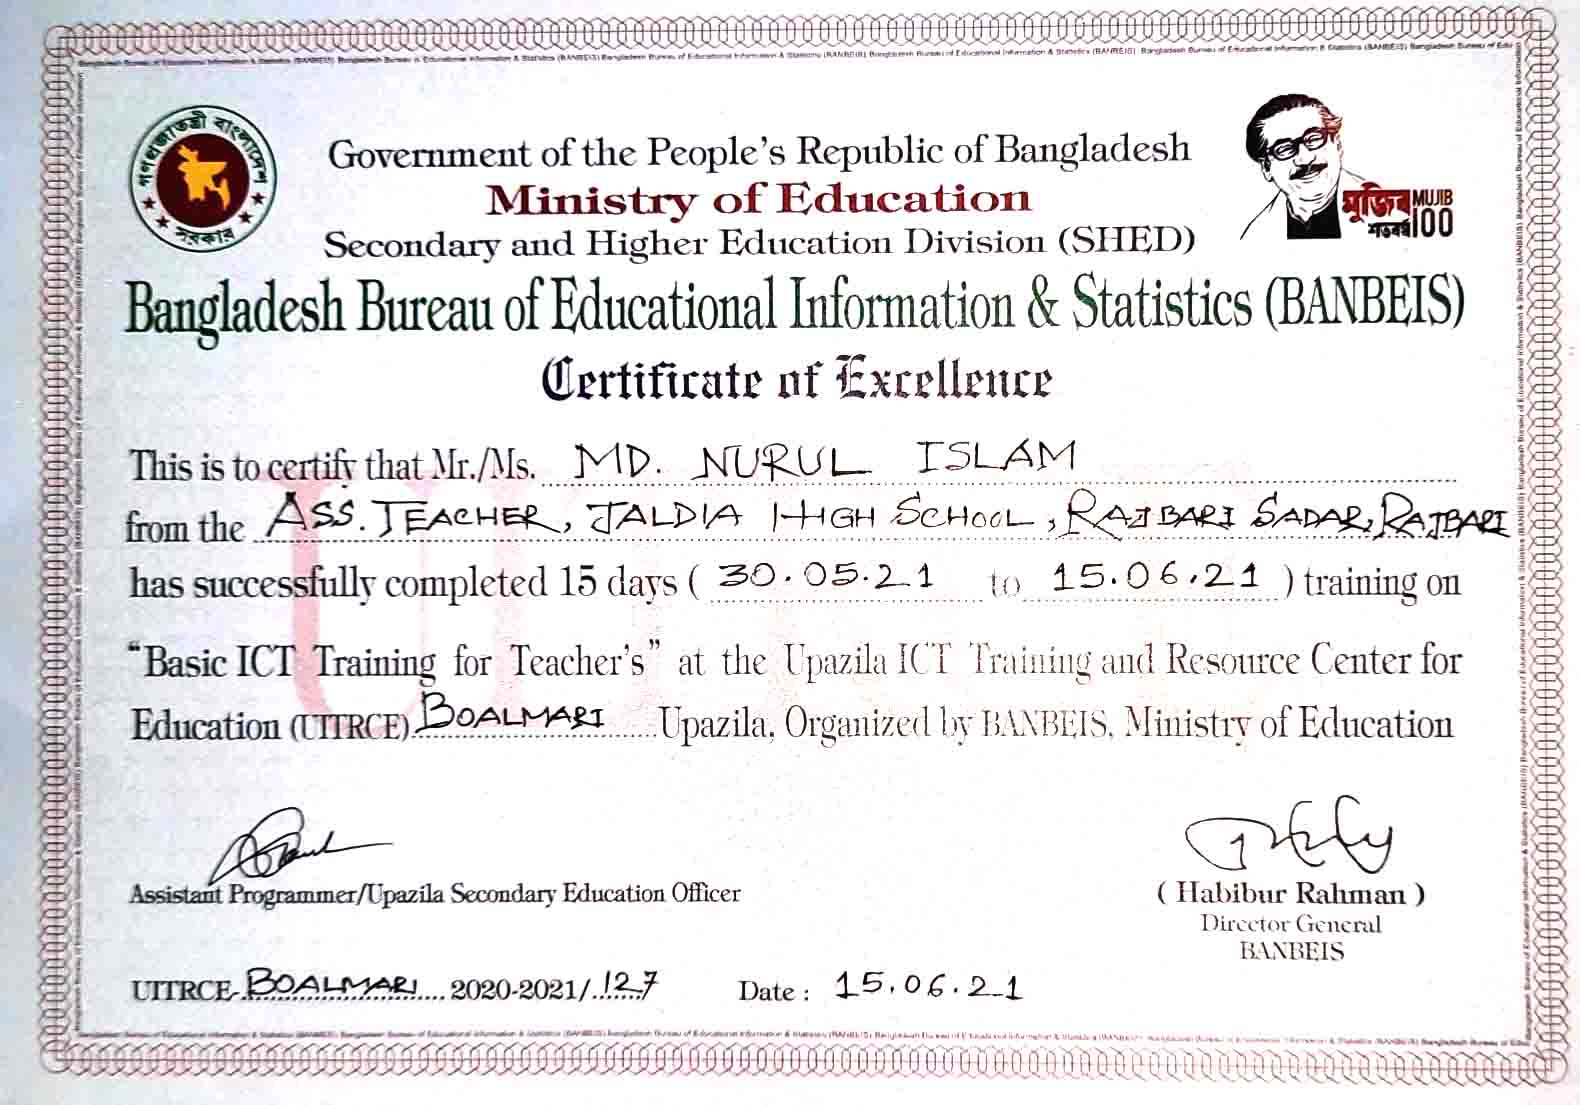 গণপ্রজাতন্ত্রী বাংলাদেশ
সরকার
Government of the People's Republic of Bangladesh
Ministry of Education
Secondary and Higher Education Division (SHED)
মুজিব MUJIB
শতবর্ষ 100
Bangladesh Bureau of Educational Information & Statistics (BANBEIS)
Certificate of Excellence
This is to certify that Mr./Ms. MD. NURUL ISLAM
from the ASS. TEACHER, JALDIA HIGH SCHOOL, RAJBARI SADAR, RAJBARI
has successfully completed 15 days ( 30.05.21 to 15.06.21 ) training on
“Basic ICT Training for Teacher's” at the Upazila ICT Training and Resource Center for
Education (UITRCE) BOALMARI Upazila, Organized by BANBEIS, Ministry of Education
Assistant Programmer/Upazila Secondary Education Officer
( Habibur Rahman )
Director General
BANBEIS
UITRCE-BOALMARI 2020-2021/127 Date : 15.06.21